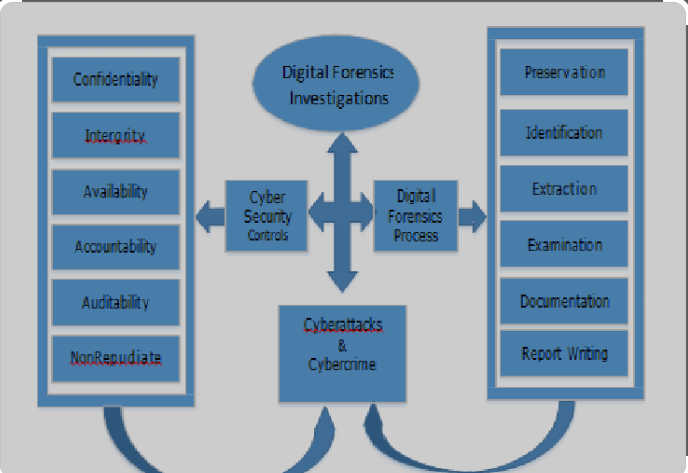 Confidentiality
Intergrity
Availability
Accountability
Auditability
NonRepudiate
Digital Forensics
Investigations
Cyber
Security
Controls
Digital
Forensics
Process
Cyberattacks
&
Cybercrime
Preservation
Identification
Extraction
Examination
Documentation
Report Writing